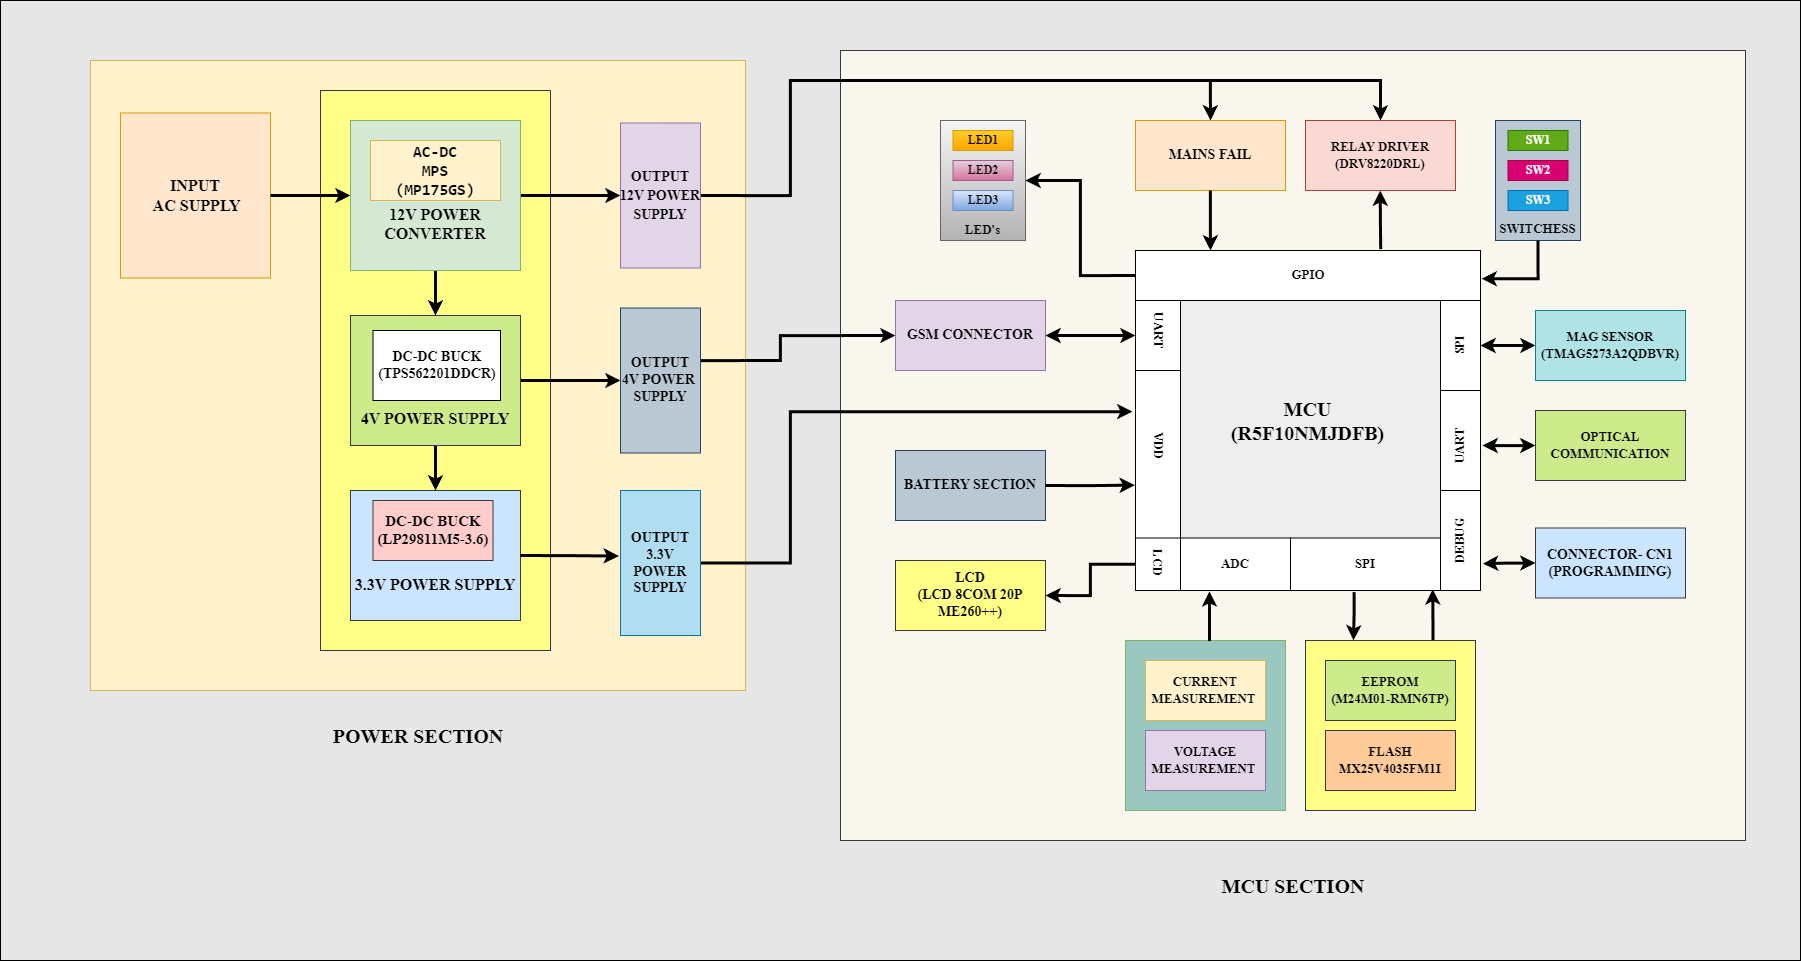 INPUT
AC SUPPLY
AC-DC
MPS
(MP175GS)
12V POWER
CONVERTER
DC-DC BUCK
(TPS562201DDCR)
4V POWER SUPPLY
DC-DC BUCK
(LP29811M5-3.6)
3.3V POWER SUPPLY
OUTPUT
12V POWER
SUPPLY
OUTPUT
4V POWER
SUPPLY
OUTPUT
3.3V
POWER
SUPPLY
POWER SECTION
LED1
LED2
LED3
LED's
MAINS FAIL
RELAY DRIVER
(DRV8220DRL)
SW1
SW2
SW3
SWITCHESS
GPIO
GSM CONNECTOR
UART
SPI
MAG SENSOR
(TMAG5273A2QDBVR)
MCU
(R5F10NMJDFB)
VDD
UART
OPTICAL
COMMUNICATION
BATTERY SECTION
DEBUG
CONNECTOR- CN1
(PROGRAMMING)
LCD
(LCD 8COM 20P
ME260++)
LCD
ADC
SPI
CURRENT
MEASUREMENT
VOLTAGE
MEASUREMENT
EEPROM
(M24M01-RMN6TP)
FLASH
MX25V4035FM1I
MCU SECTION